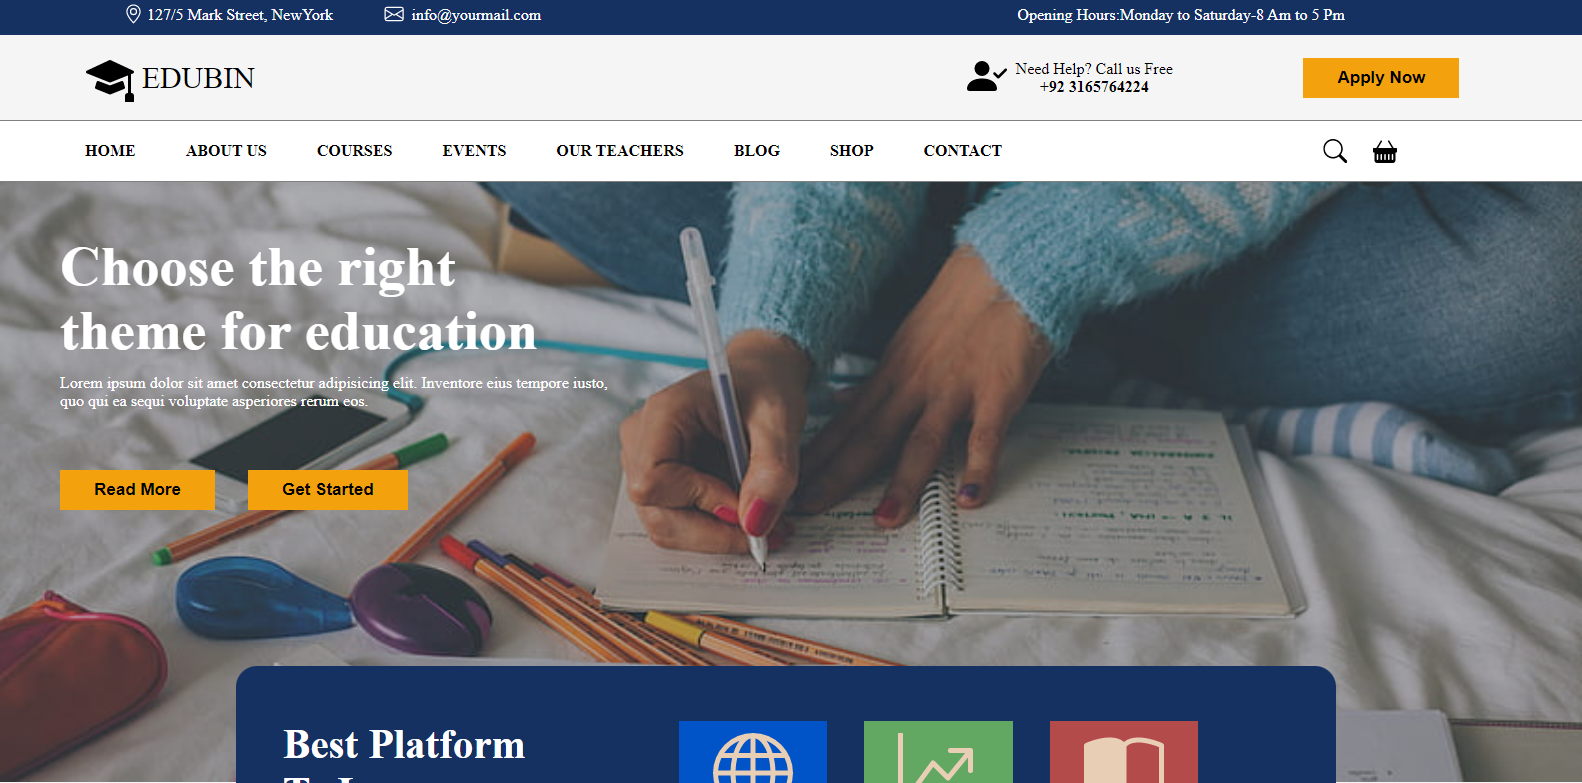 127/5 Mark Street, NewYork
info@yourmail.com
Opening Hours:Monday to Saturday-8 Am to 5 Pm
EDUBIN
Need Help? Call us Free
+92 3165764224
Apply Now
HOME ABOUT US COURSES EVENTS OUR TEACHERS BLOG SHOP CONTACT
Choose the right
theme for education
Lorem ipsum dolor sit amet consectetur adipisicing elit. Inventore eius tempore iusto,
quo qui ea sequi voluptate asperiores rerum eos.
Read More
Get Started
Best Platform